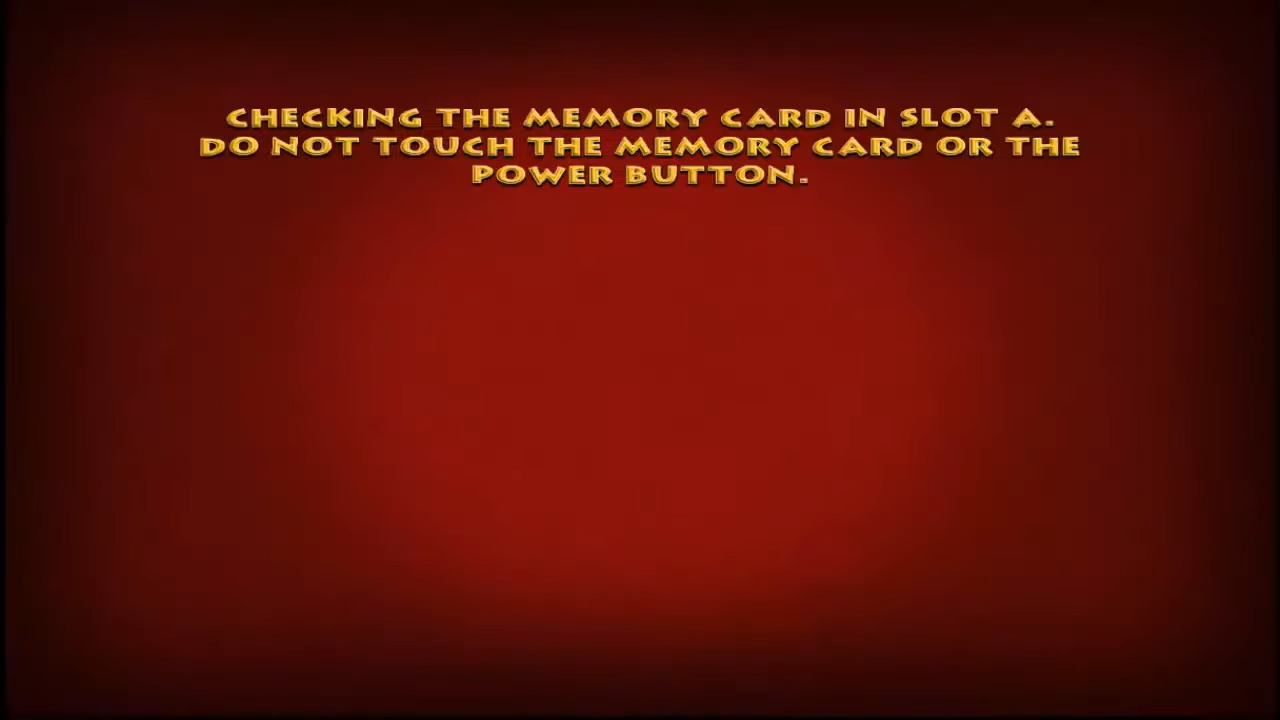 CHECKING THE MEMORY CARD IN SLOT A.
DO NOT TOUCH THE MEMORY CARD OR THE
POWER BUTTON.